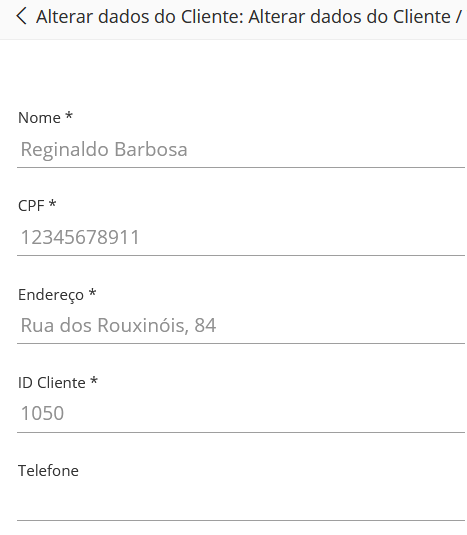 Alterar dados do Cliente: Alterar dados do Cliente /
Nome *
Reginaldo Barbosa
CPF *
12345678911
Endereço *
Rua dos Rouxinóis, 84
ID Cliente *
1050
Telefone